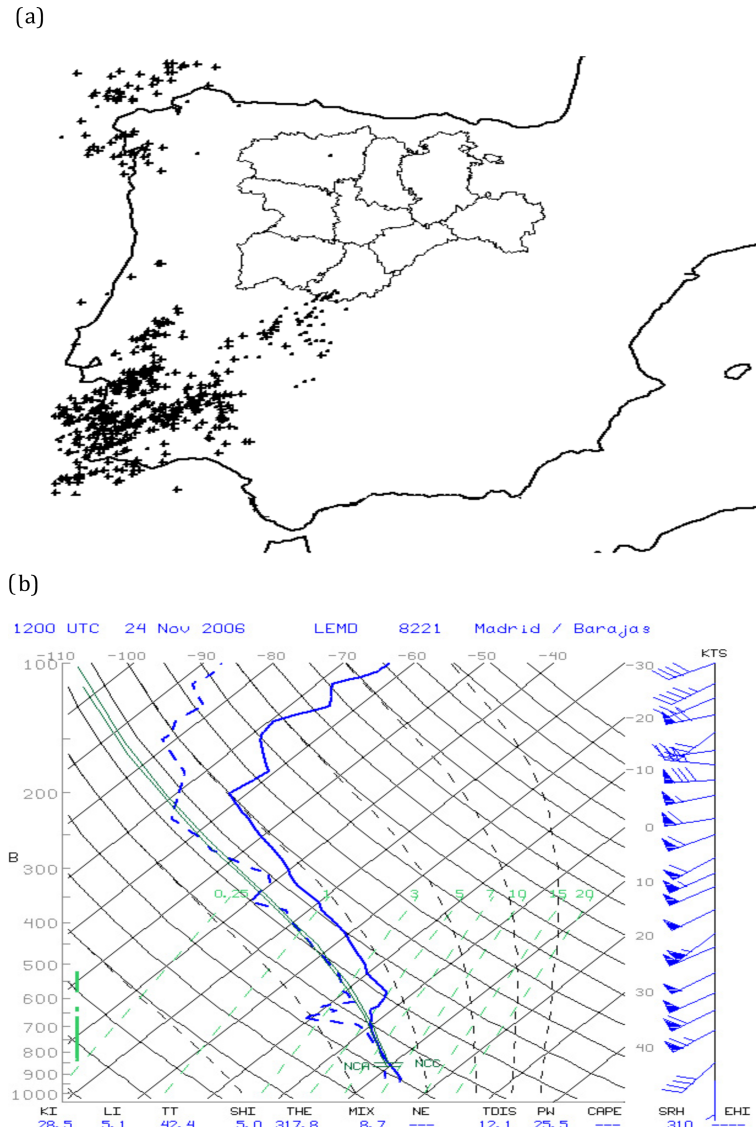 (a)
(b)
1200 UTC 24 Nov 2006 LEMD 8221 Madrid / Barajas
KTS
-110 -100 -90 -80 -70 -60 -50 -40 -30
100
-20
-10
200
0
B
300
10
0.25 1 3 5 7 10 15 20
400
20
500
600
30
700
800
40
NCA NCC
900
1000
KI LI TT SHI THE MIX NE TDIS PW CAPE SRH EHI
28.5 5.1 42.4 5.0 317.8 8.7 --- 12.1 25.5 --- 310 ----